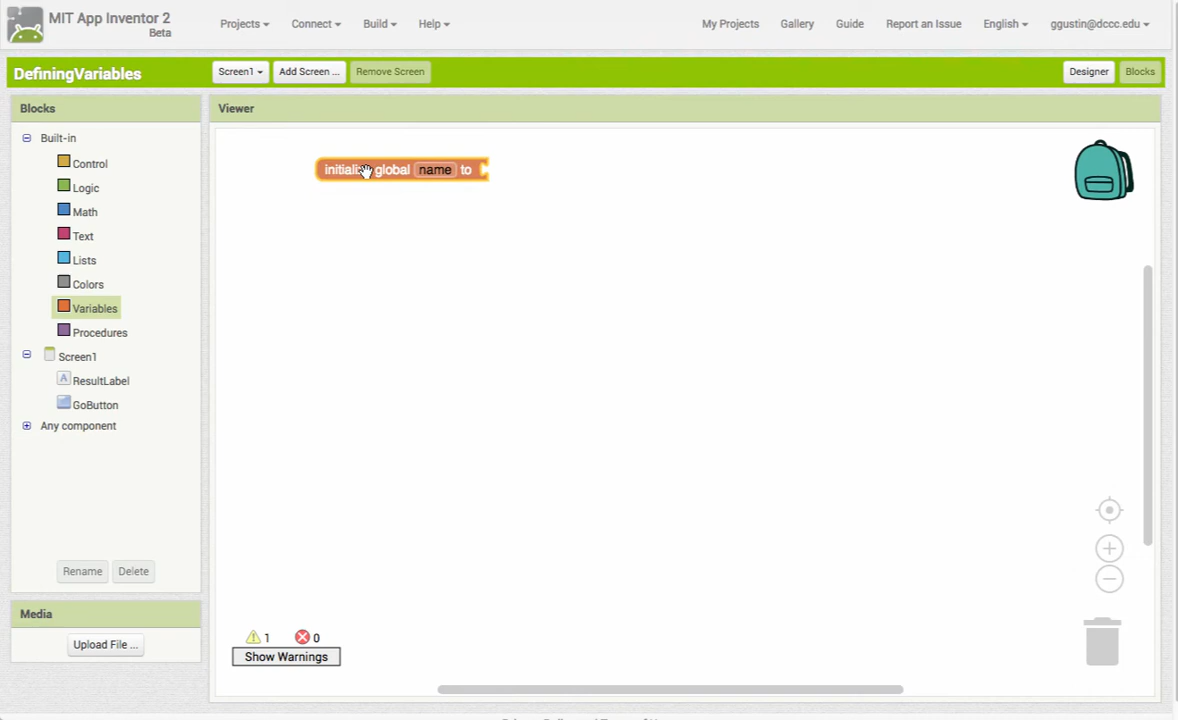 MIT App Inventor 2
Beta
Projects Connect Build Help My Projects Gallery Guide Report an Issue English ggustin@dccc.edu
DefiningVariables Screen1 Add Screen ... Remove Screen Designer Blocks
Blocks
Viewer
Built-in
Control
Logic
Math
Text
Lists
Colors
Variables
Procedures
Screen1
A ResultLabel
GoButton
Any component
Rename Delete
Media
Upload File ...
global name to
1 0
Show Warnings